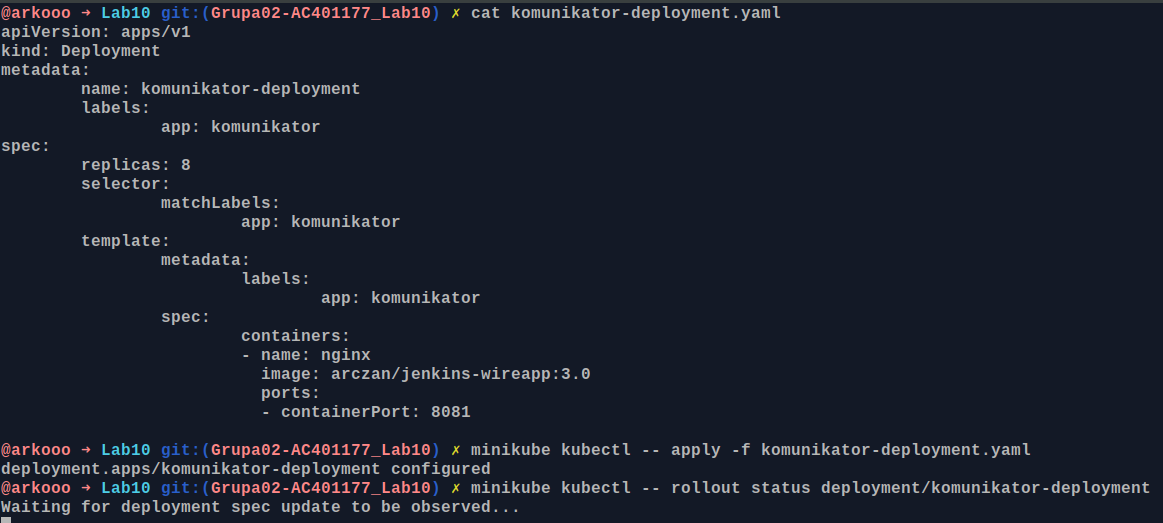 @arkooo → Lab10 git:(Grupa02-AC401177_Lab10) ✗ cat komunikator-deployment.yaml
apiVersion: apps/v1
kind: Deployment
metadata:
        name: komunikator-deployment
        labels:
                app: komunikator
spec:
        replicas: 8
        selector:
                matchLabels:
                        app: komunikator
        template:
                metadata:
                        labels:
                                app: komunikator
                spec:
                        containers:
                        - name: nginx
                          image: arczan/jenkins-wireapp:3.0
                          ports:
                          - containerPort: 8081
@arkooo → Lab10 git:(Grupa02-AC401177_Lab10) ✗ minikube kubectl -- apply -f komunikator-deployment.yaml
deployment.apps/komunikator-deployment configured
@arkooo → Lab10 git:(Grupa02-AC401177_Lab10) ✗ minikube kubectl -- rollout status deployment/komunikator-deployment
Waiting for deployment spec update to be observed...